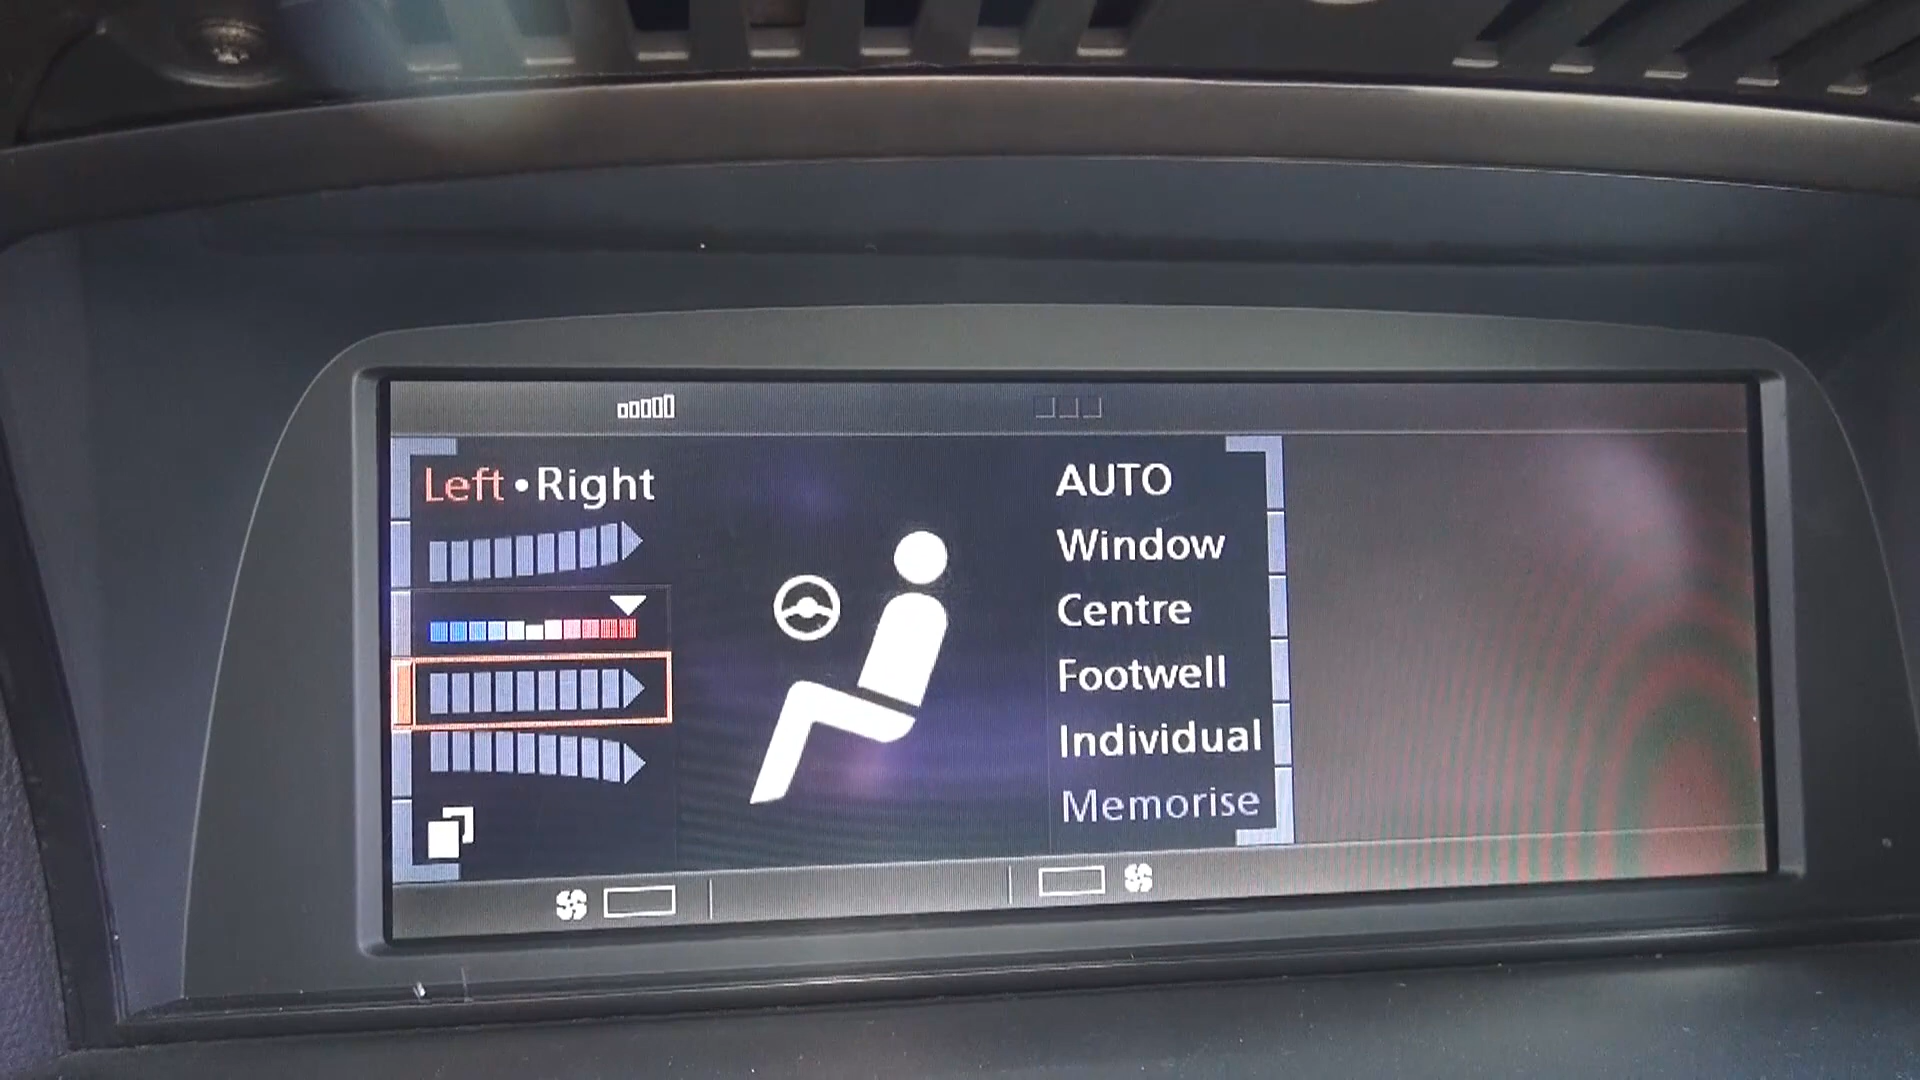 Left • Right
AUTO
Window
Centre
Footwell
Individual
Memorise